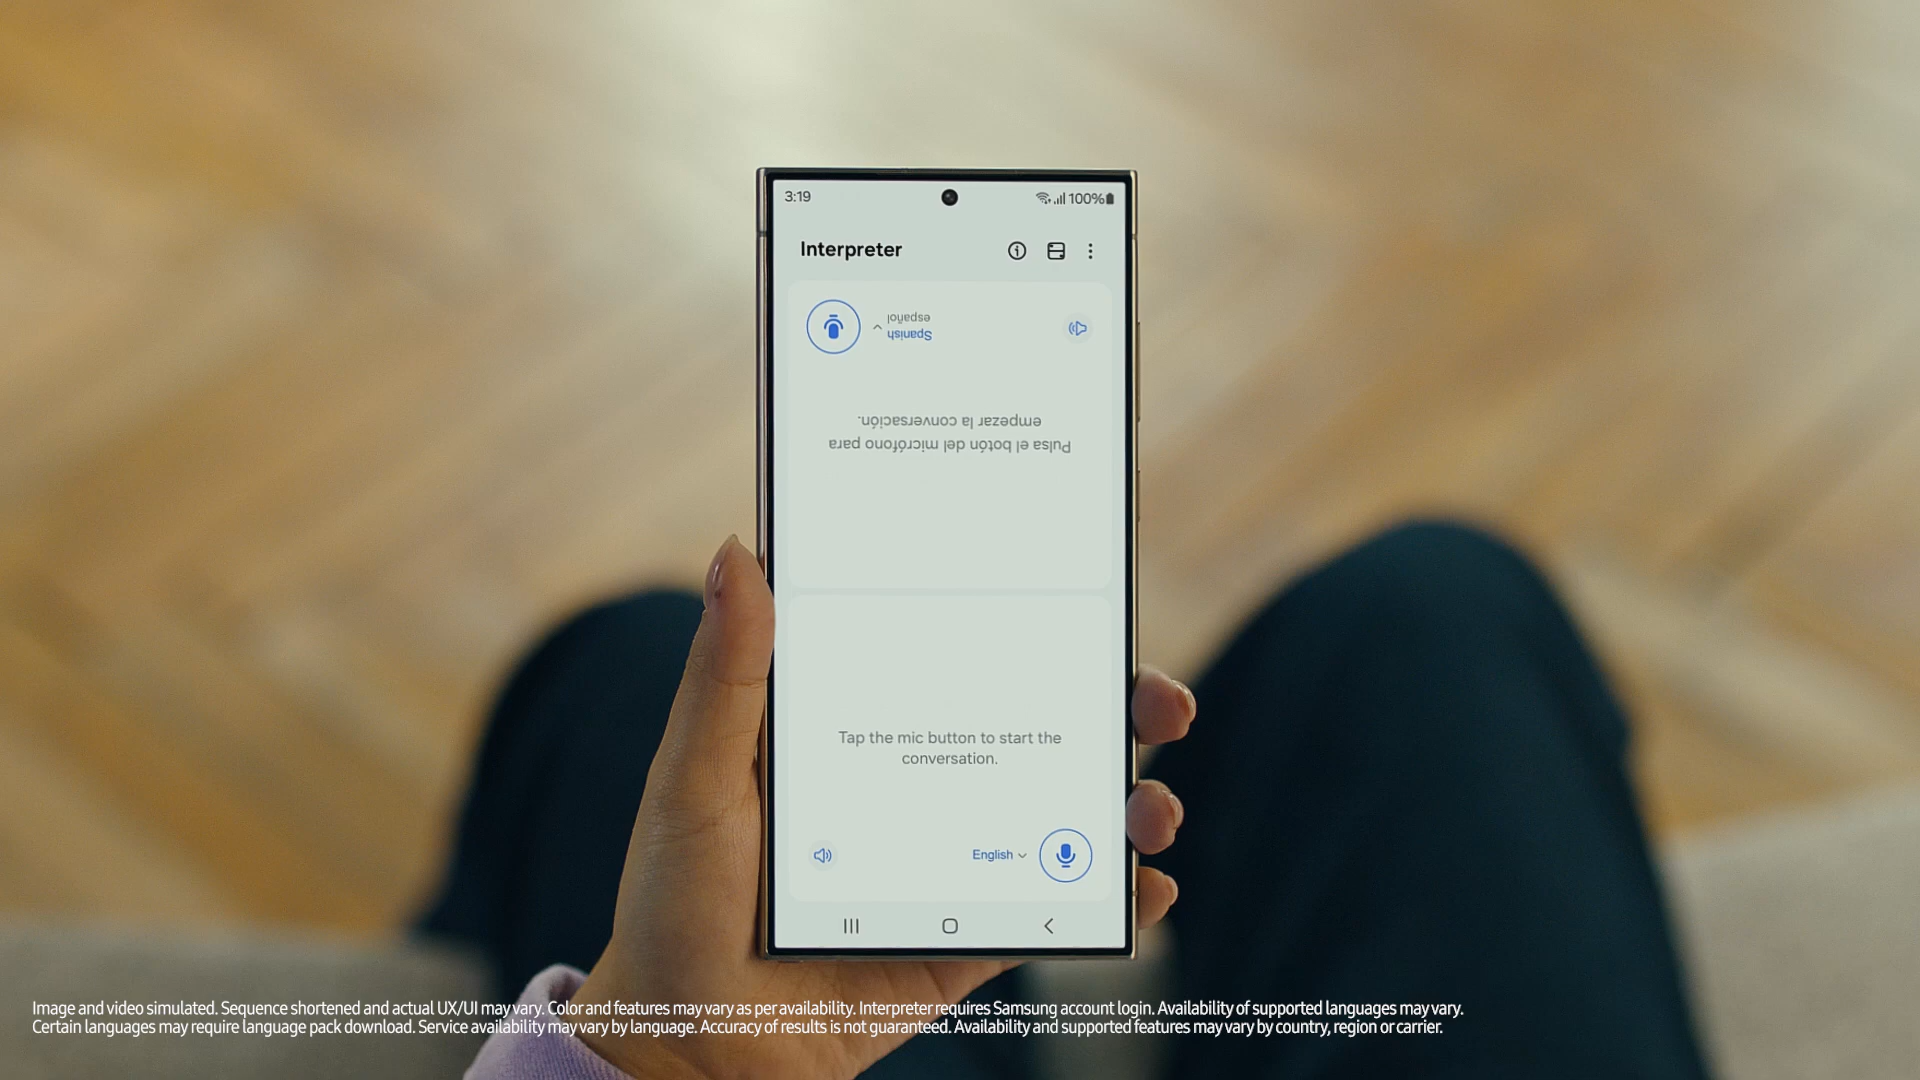 3:19
100%
Interpreter
Spanish
español
Pulsa el botón del micrófono para
empezar la conversación.
Tap the mic button to start the
conversation.
English
Image and video simulated. Sequence shortened and actual UX/UI may vary. Color and features may vary as per availability. Interpreter requires Samsung account login. Availability of supported languages may vary.
Certain languages may require language pack download. Service availability may vary by language. Accuracy of results is not guaranteed. Availability and supported features may vary by country, region or carrier.